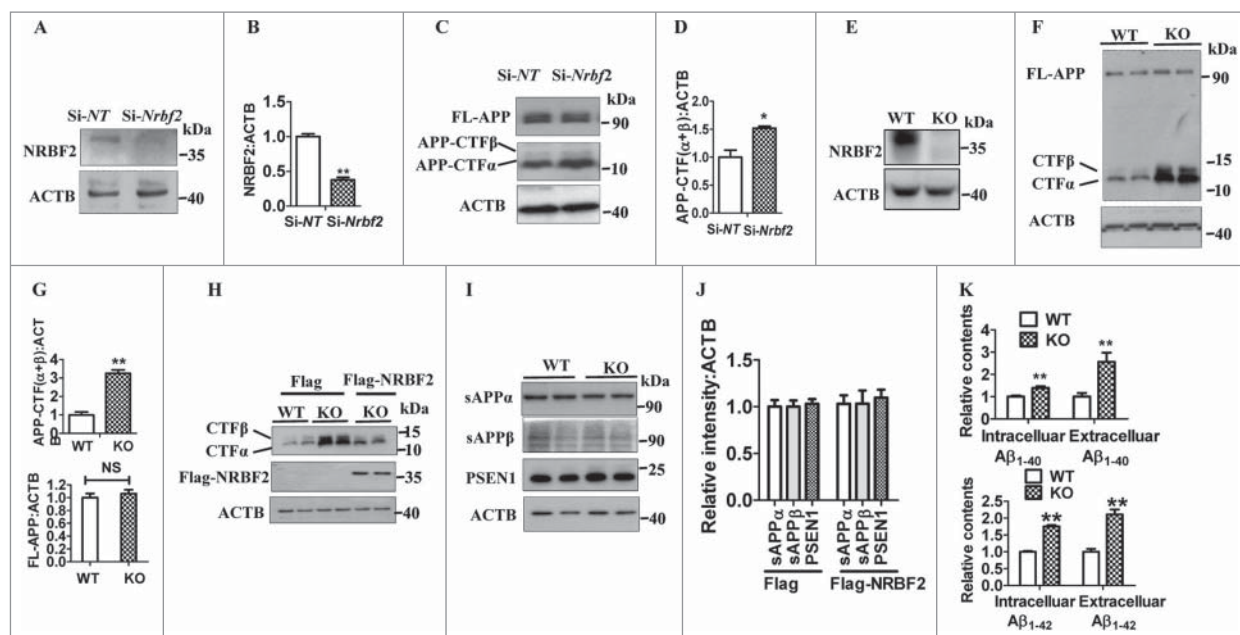 A
Si-NT Si-Nrbf2
kDa
NRBF2
35
ACTB
40
B
NRBF2:ACTB
1.5
1.0
0.5
0.0
**
Si-NT Si-Nrbf2
C
Si-NT Si-Nrbf2
kDa
FL-APP
90
APP-CTFβ
APP-CTFα
10
ACTB
40
D
APP-CTF(α+β):ACTB
2.0
1.5
1.0
0.5
0.0
*
Si-NT Si-Nrbf2
E
WT KO
kDa
NRBF2
35
ACTB
40
F
WT KO
kDa
FL-APP
90
CTFβ
15
CTFα
10
ACTB
40
G
APP-CTF(α+β):ACT
B
4
3
2
1
0
**
WT KO
FL-APP:ACTB
1.2
1.0
0.8
0.6
0.4
0.2
0.0
NS
WT KO
H
Flag Flag-NRBF2
WT KO KO kDa
CTFβ
15
CTFα
10
Flag-NRBF2
35
ACTB
40
I
WT KO
kDa
sAPPα
90
sAPPβ
90
PSEN1
25
ACTB
40
J
Relative intensity:ACTB
1.5
1.0
0.5
0.0
sAPPα
sAPPβ
PSEN1
sAPPα
sAPPβ
PSEN1
Flag Flag-NRBF2
K
WT
KO
Relative contents
4
3
2
1
0
**
**
Intracelluar Extracelluar
Aβ1-40 Aβ1-40
WT
KO
Relative contents
2.5
2.0
1.5
1.0
0.5
0.0
**
**
Intracelluar Extracelluar
Aβ1-42 Aβ1-42